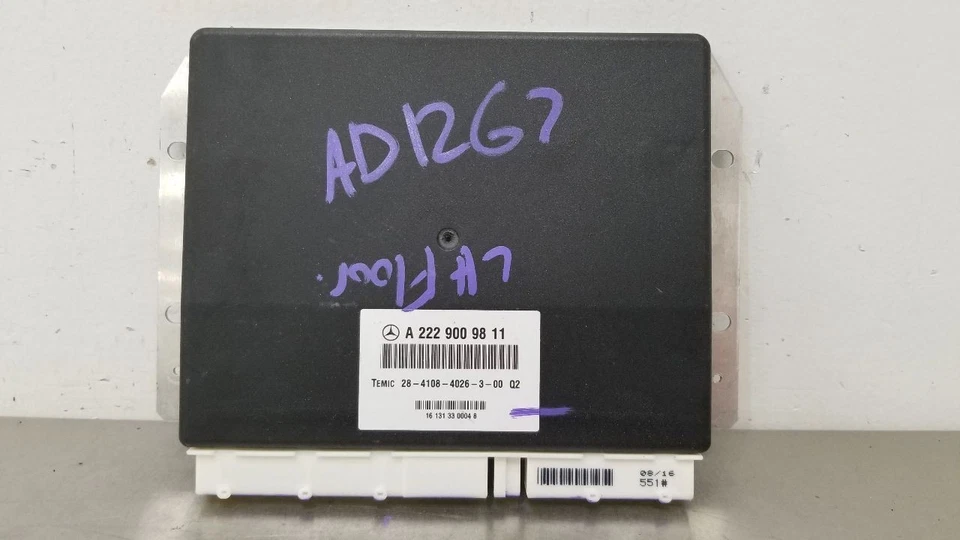 AD1267
LH Floor.
A 222 900 98 11
TEMIC 28-4108-4026-3-00 Q2
16 131 33 0004 8
08/16
551#